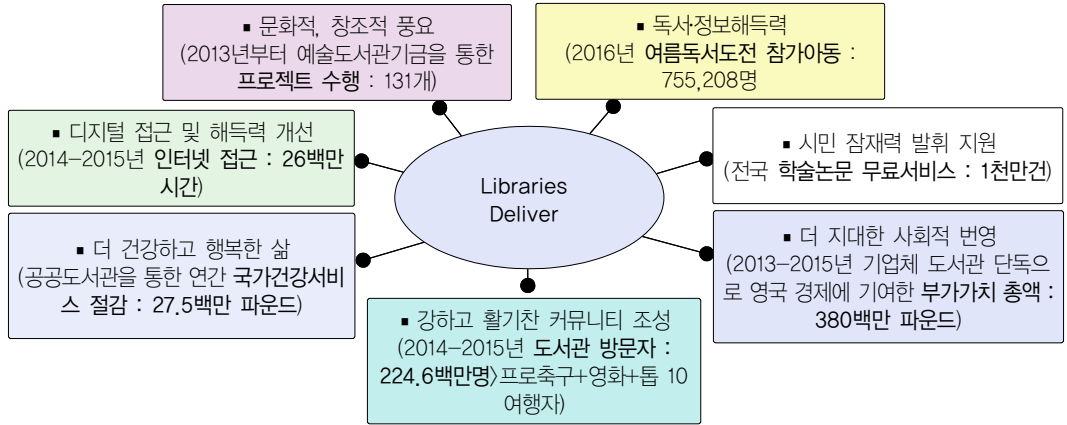 ▪ 문화적, 창조적 풍요
(2013년부터 예술도서관기금을 통한
프로젝트 수행 : 131개)
▪ 독서·정보해득력
(2016년 여름독서도전 참가아동 :
755,208명
▪ 디지털 접근 및 해득력 개선
(2014-2015년 인터넷 접근 : 26백만
시간)
▪ 시민 잠재력 발휘 지원
(전국 학술논문 무료서비스 : 1천만건)
Libraries
Deliver
▪ 더 건강하고 행복한 삶
(공공도서관을 통한 연간 국가건강서비
스 절감 : 27.5백만 파운드)
▪ 더 지대한 사회적 번영
(2013-2015년 기업체 도서관 단독으
로 영국 경제에 기여한 부가가치 총액 :
380백만 파운드)
▪ 강하고 활기찬 커뮤니티 조성
(2014-2015년 도서관 방문자 :
224.6백만명〉프로축구+영화+톱 10
여행자)